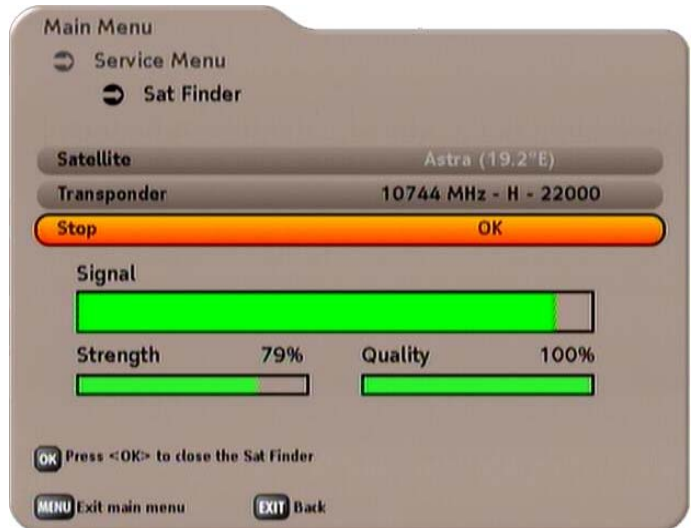 Main Menu
Service Menu
Sat Finder
Satellite Astra (19.2°E)
Transponder 10744 MHz - H - 22000
Stop OK
Signal
Strength 79% Quality 100%
OK Press <OK> to close the Sat Finder
MENU Exit main menu EXIT Back